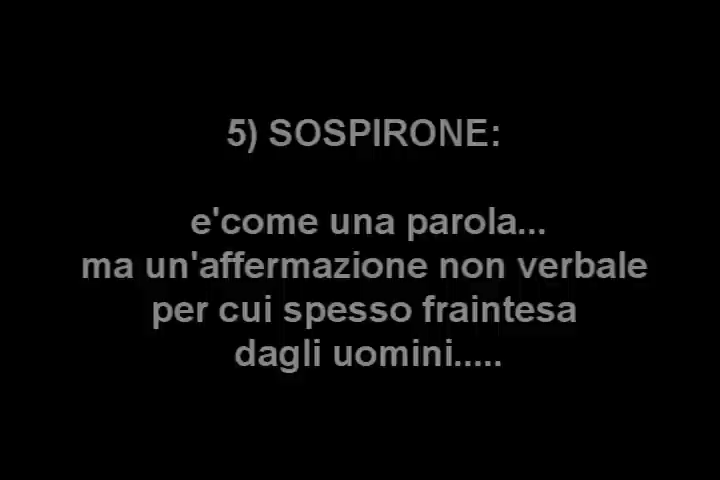 5) SOSPIRONE:
e'come una parola...
ma un'affermazione non verbale
per cui spesso fraintesa
dagli uomini.....